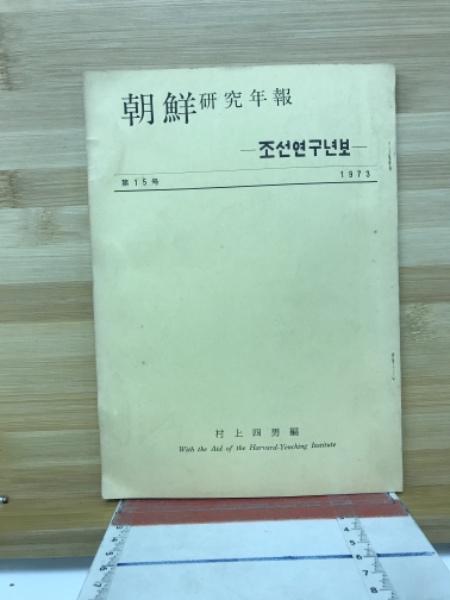 朝鮮研究年報
—조선연구년보—
第15号 1973
村上四男編
With the Aid of the Harvard-Yenching Institute